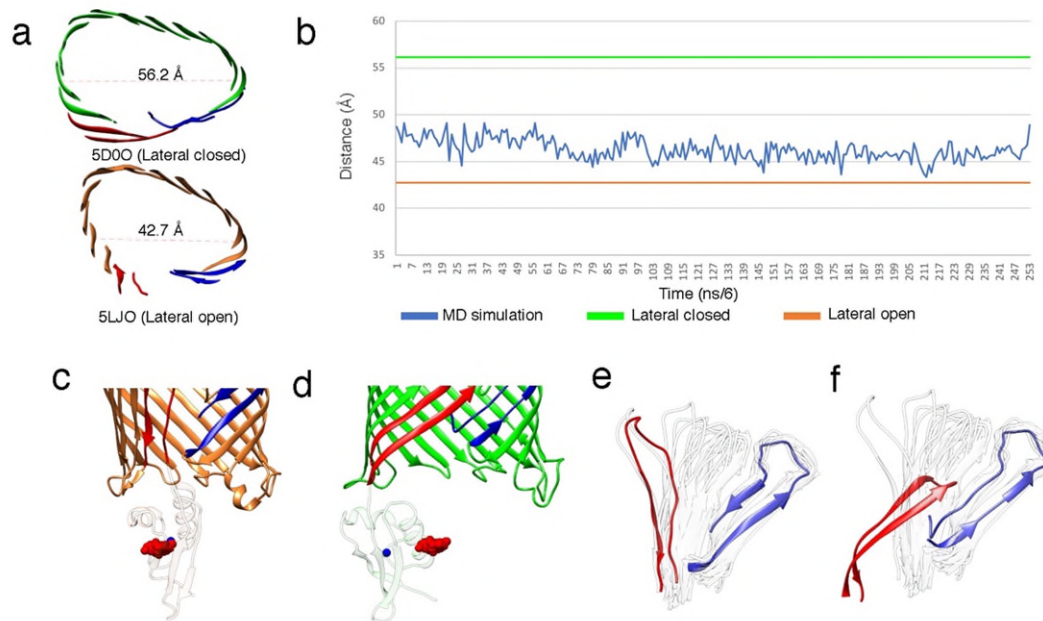 a
56.2 Å
5D0O (Lateral closed)
42.7 Å
5LJO (Lateral open)
b
Distance (Å)
60
55
50
45
40
35
1 7 13 19 25 31 37 43 49 55 61 67 73 79 85 91 97 103 109 115 121 127 133 139 145 151 157 163 169 175 181 187 193 199 205 211 217 223 229 235 241 247 253
Time (ns/6)
MD simulation Lateral closed Lateral open
c
d
e
f